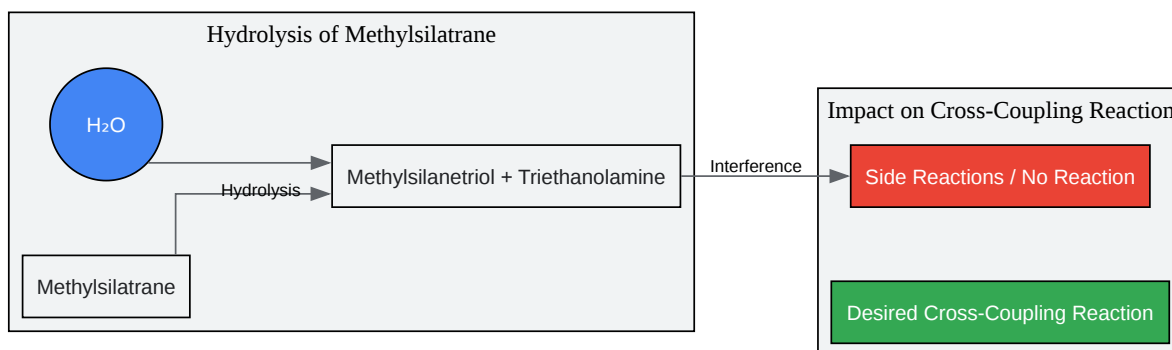 Hydrolysis of Methylsilatrane
H₂O
Hydrolysis
Methylsilanetriol + Triethanolamine
Methylsilatrane
Interference
Impact on Cross-Coupling Reaction
Side Reactions / No Reaction
Desired Cross-Coupling Reaction